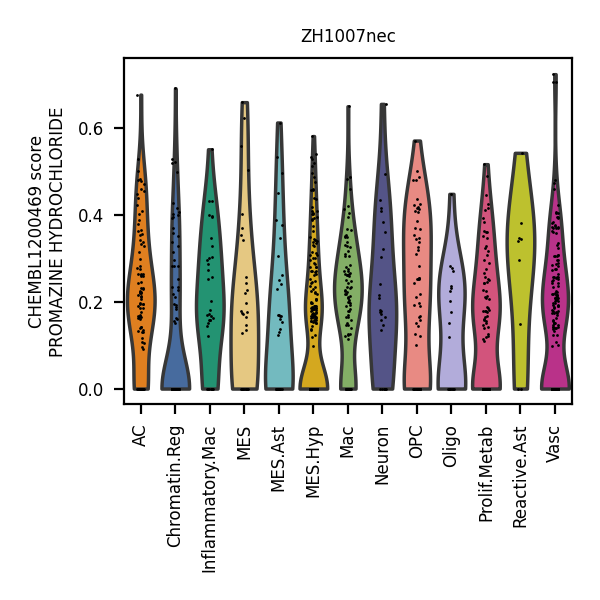 ZH1007nec
CHEMBL1200469 score
PROMAZINE HYDROCHLORIDE
0.6
0.4
0.2
0.0
AC
Chromatin.Reg
Inflammatory.Mac
MES
MES.Ast
MES.Hyp
Mac
Neuron
OPC
Oligo
Prolif.Metab
Reactive.Ast
Vasc